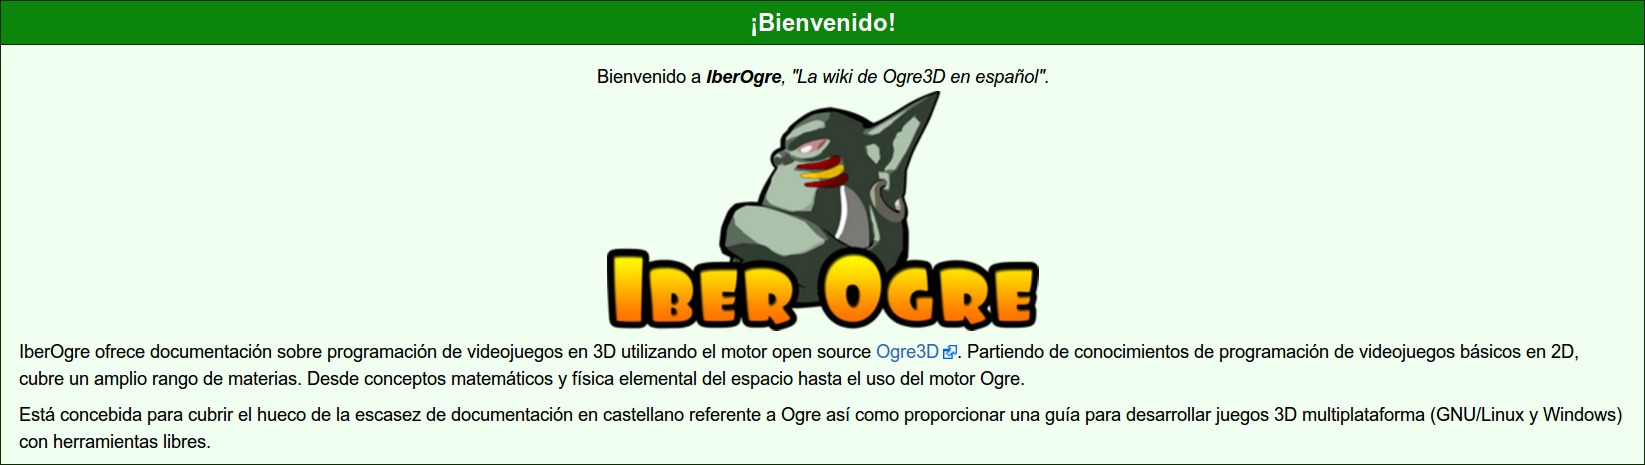 ¡Bienvenido!
Bienvenido a IberOgre, "La wiki de Ogre3D en español".
IBER OGRE
IberOgre ofrece documentación sobre programación de videojuegos en 3D utilizando el motor open source Ogre3D. Partiendo de conocimientos de programación de videojuegos básicos en 2D,
cubre un amplio rango de materias. Desde conceptos matemáticos y física elemental del espacio hasta el uso del motor Ogre.
Está concebida para cubrir el hueco de la escasez de documentación en castellano referente a Ogre así como proporcionar una guía para desarrollar juegos 3D multiplataforma (GNU/Linux y Windows)
con herramientas libres.